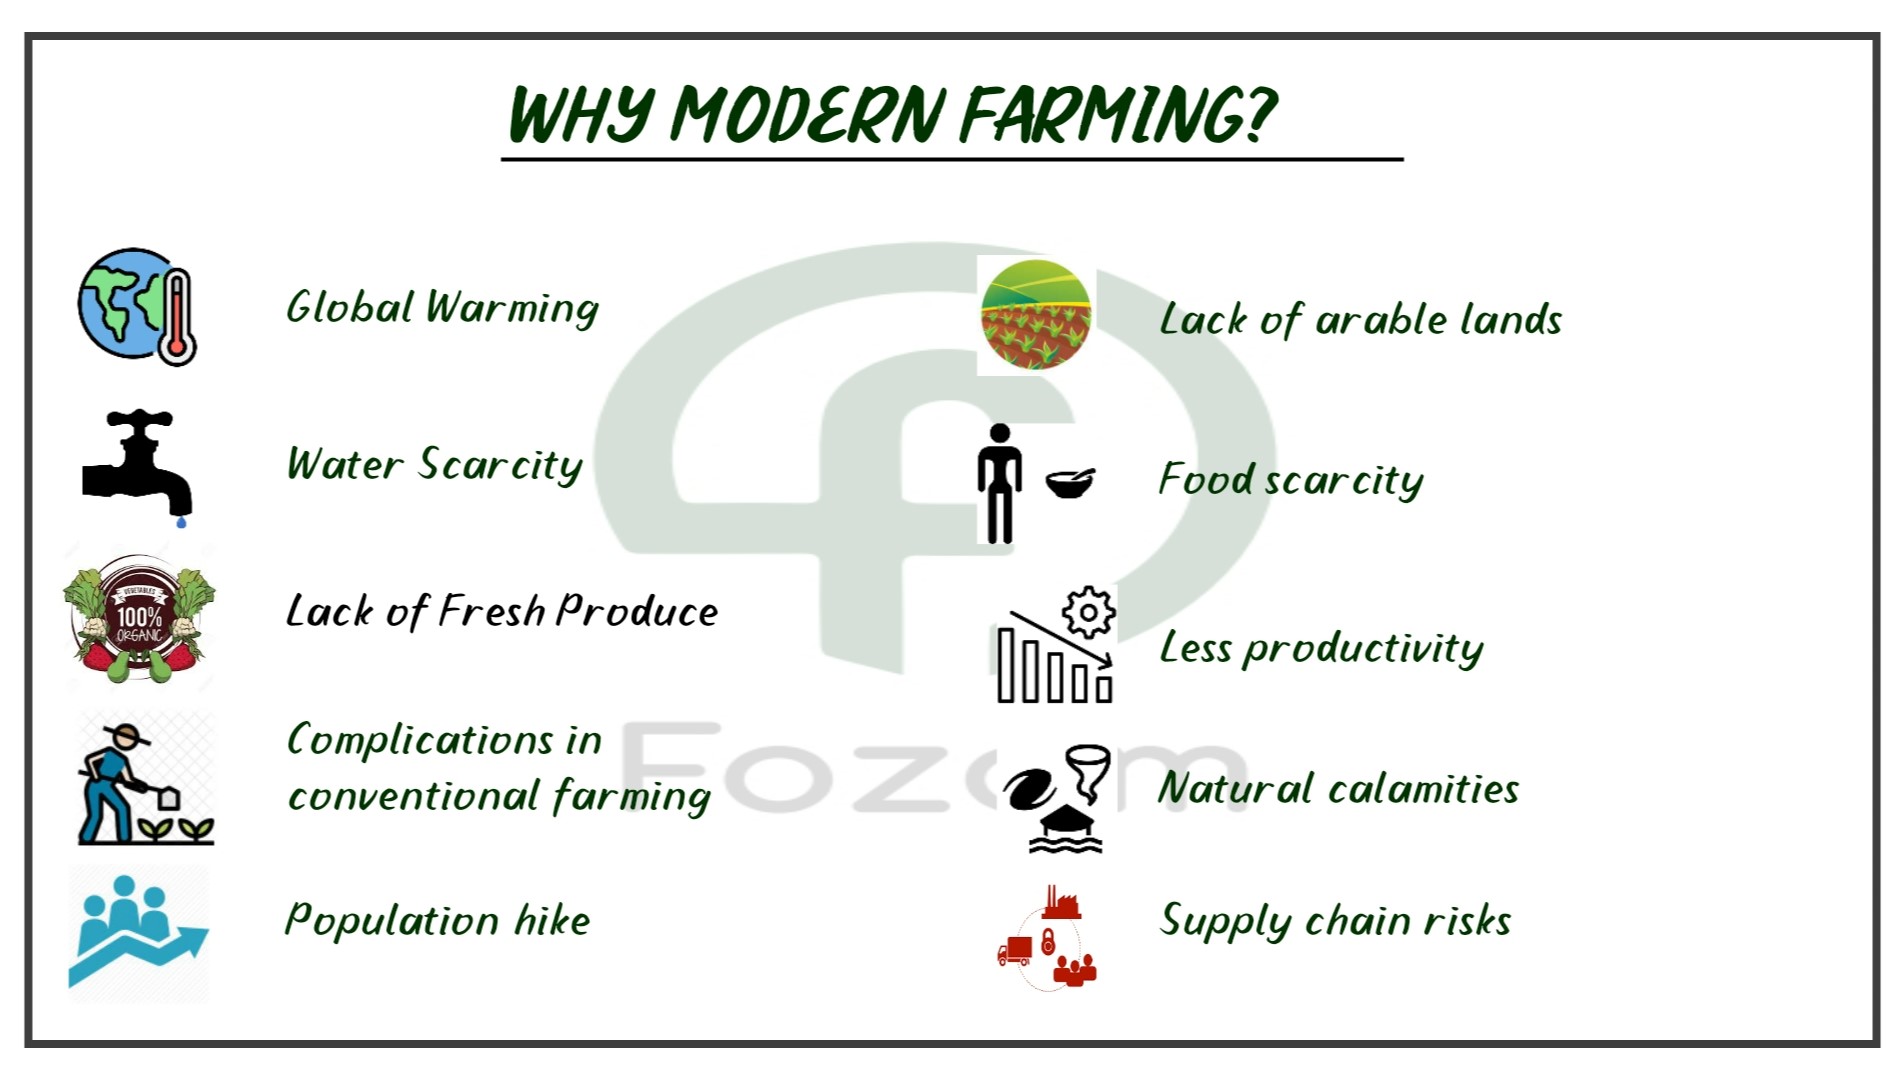 WHY MODERN FARMING?
Global Warming
Water Scarcity
VEGETABLES
100%
ORGANIC
Lack of Fresh Produce
Complications in
conventional farming
Population hike
Lack of arable lands
Food scarcity
Less productivity
Natural calamities
Supply chain risks